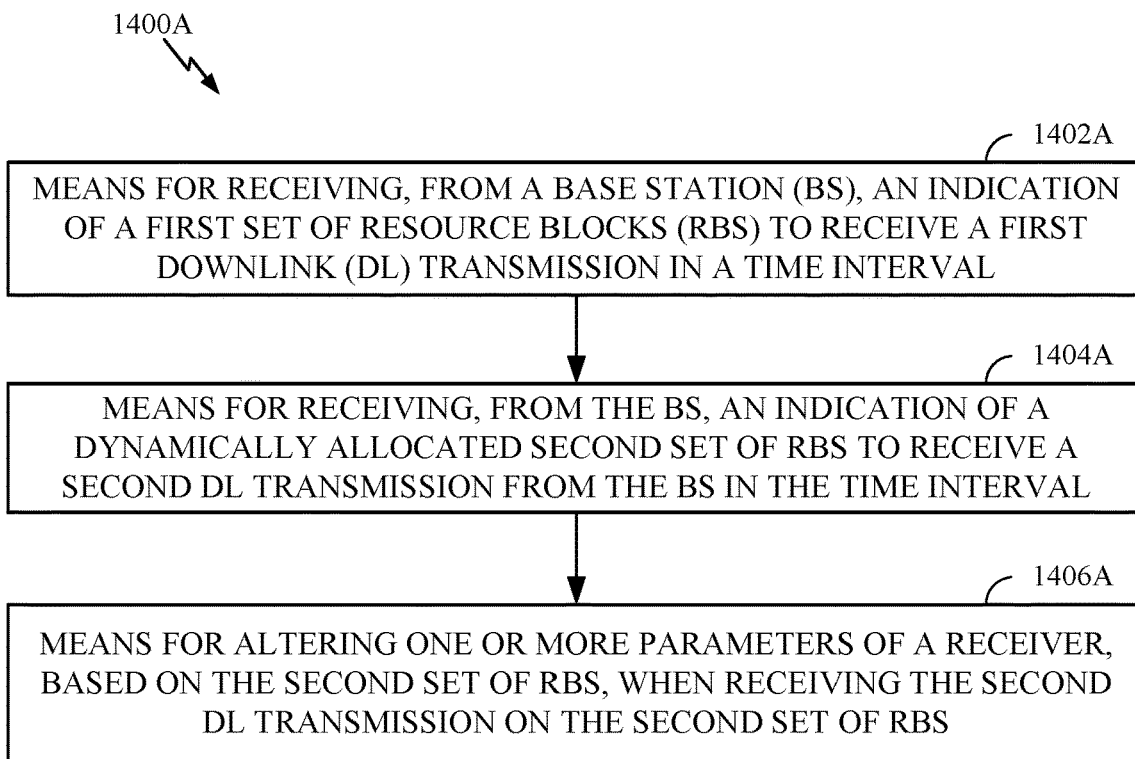 1400A
1402A
MEANS FOR RECEIVING, FROM A BASE STATION (BS), AN INDICATION
OF A FIRST SET OF RESOURCE BLOCKS (RBS) TO RECEIVE A FIRST
DOWNLINK (DL) TRANSMISSION IN A TIME INTERVAL
1404A
MEANS FOR RECEIVING, FROM THE BS, AN INDICATION OF A
DYNAMICALLY ALLOCATED SECOND SET OF RBS TO RECEIVE A
SECOND DL TRANSMISSION FROM THE BS IN THE TIME INTERVAL
1406A
MEANS FOR ALTERING ONE OR MORE PARAMETERS OF A RECEIVER,
BASED ON THE SECOND SET OF RBS, WHEN RECEIVING THE SECOND
DL TRANSMISSION ON THE SECOND SET OF RBS